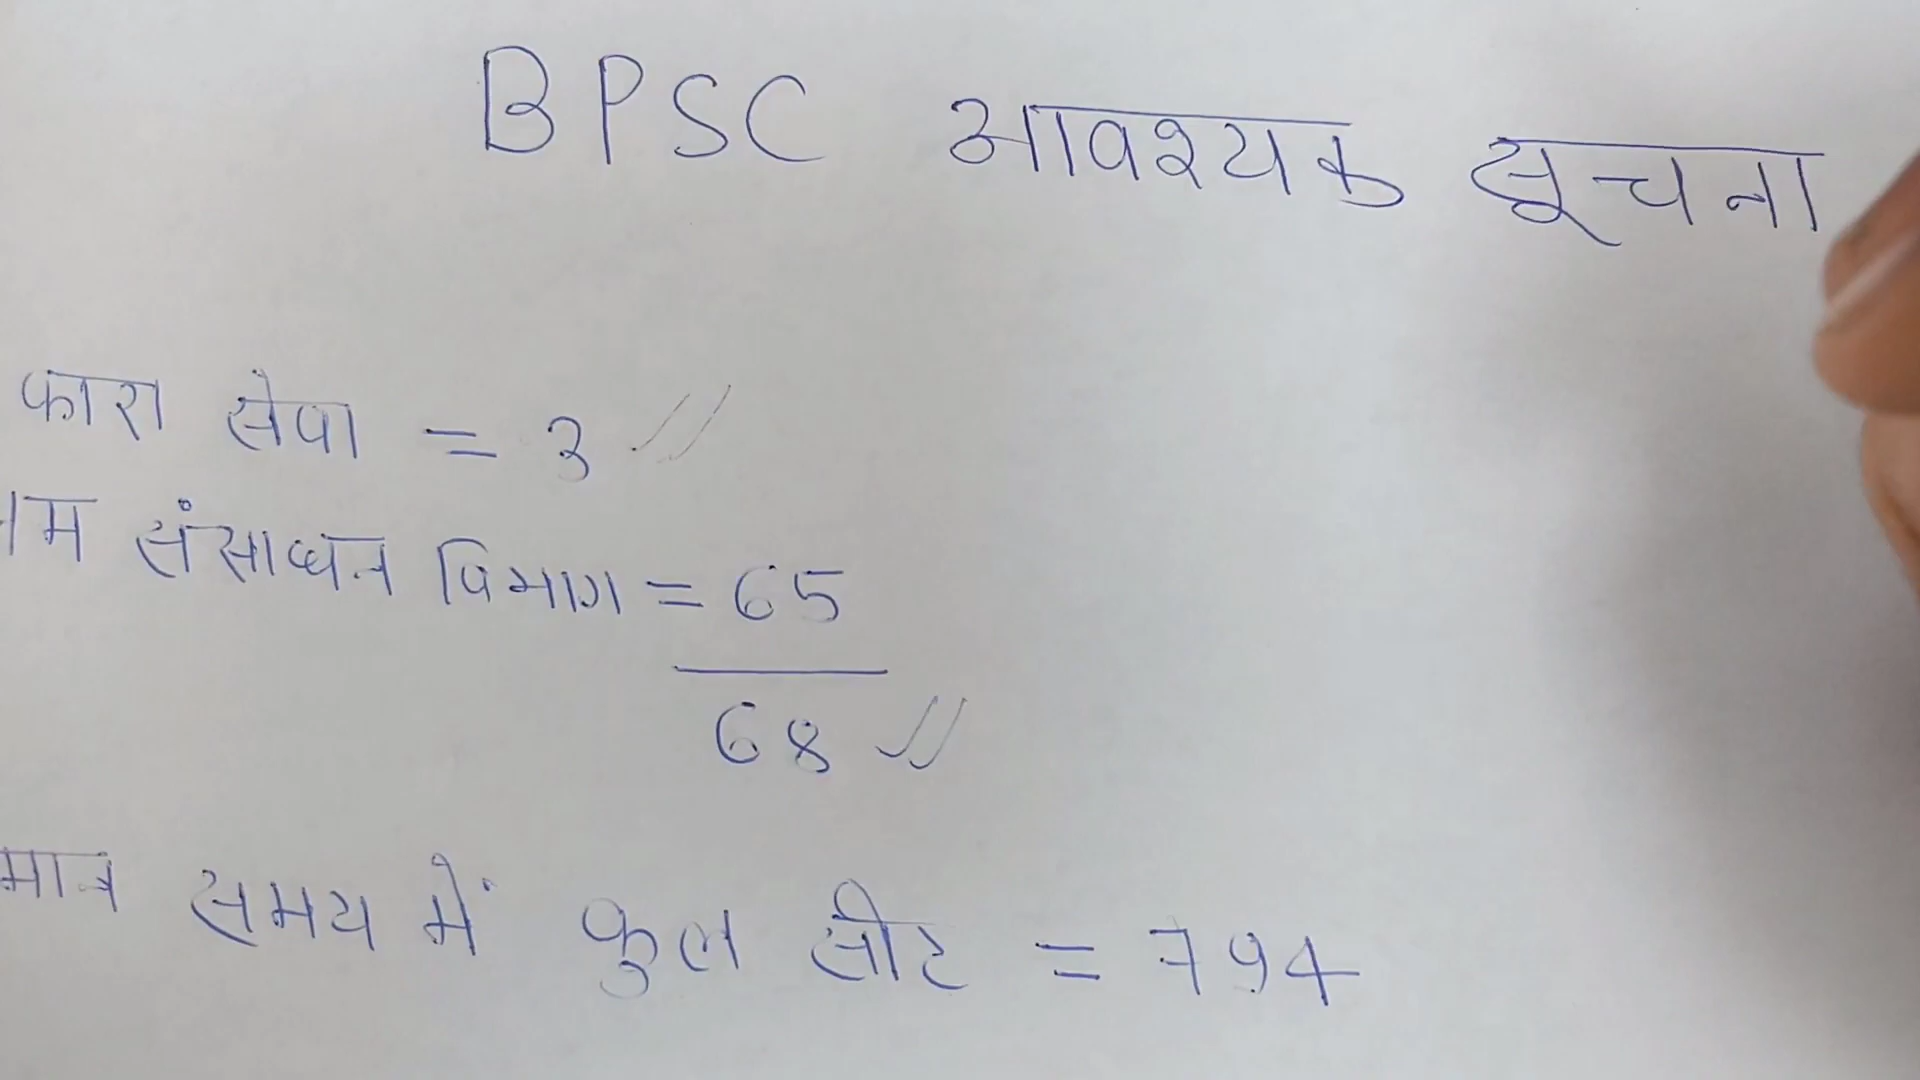 BPSC आवश्यक सूचना
कारा सेवा = 3
संसाधन विभाग = 65
68
समय में कुल सीट = 794